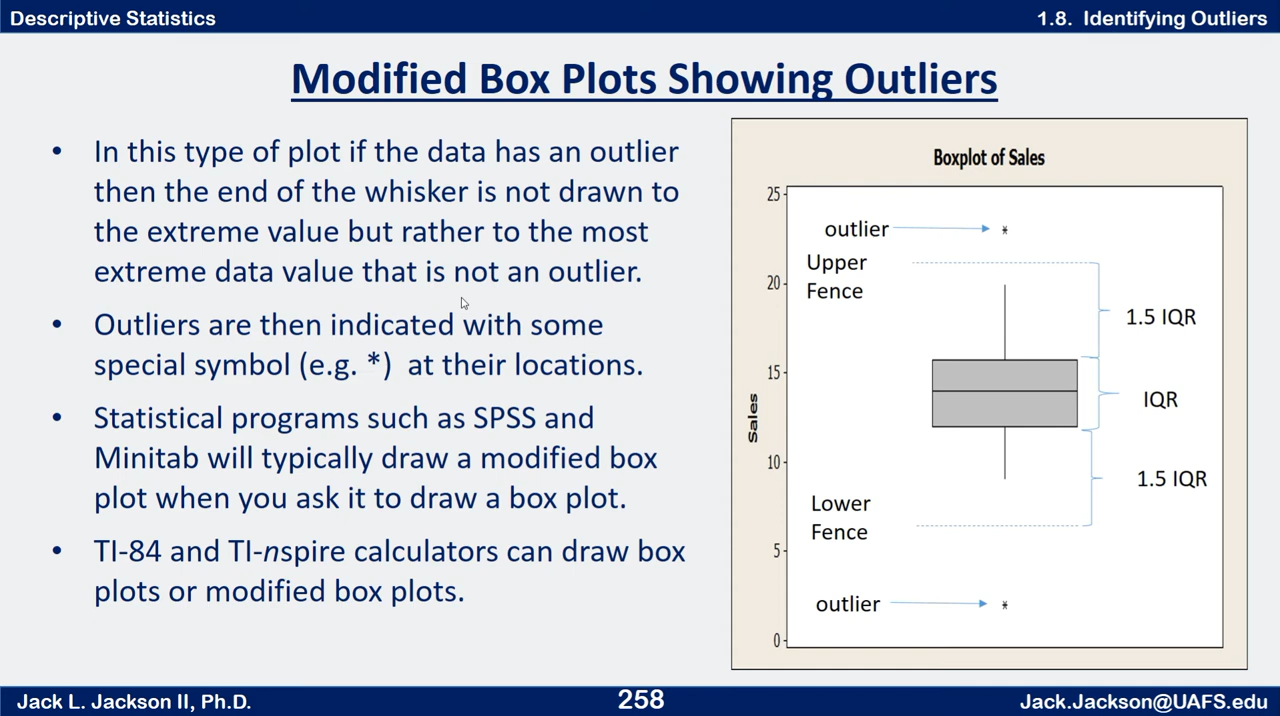 Descriptive Statistics
1.8. Identifying Outliers
Modified Box Plots Showing Outliers
• In this type of plot if the data has an outlier
then the end of the whisker is not drawn to
the extreme value but rather to the most
extreme data value that is not an outlier.
• Outliers are then indicated with some
special symbol (e.g. *) at their locations.
• Statistical programs such as SPSS and
Minitab will typically draw a modified box
plot when you ask it to draw a box plot.
• TI-84 and TI-nspire calculators can draw box
plots or modified box plots.
Boxplot of Sales
25
outlier
*
Upper
Fence
20
1.5 IQR
15
IQR
Sales
10
1.5 IQR
Lower
Fence
5
outlier
*
0
Jack L. Jackson II, Ph.D.
258
Jack.Jackson@UAFS.edu